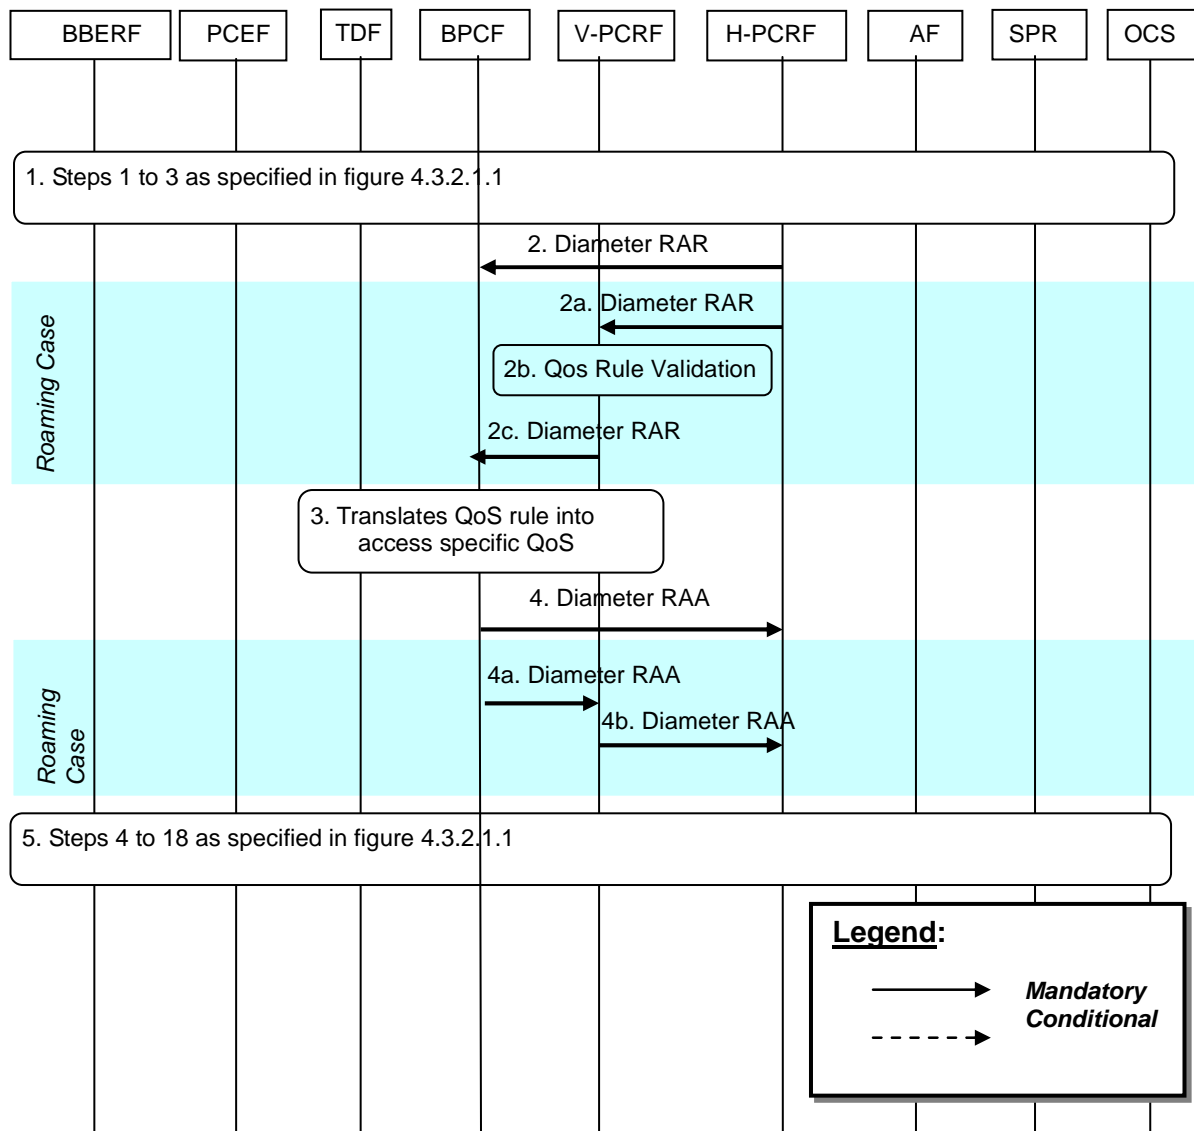 BBERF PCEF TDF BPCF V-PCRF H-PCRF AF SPR OCS
1. Steps 1 to 3 as specified in figure 4.3.2.1.1
2. Diameter RAR
Roaming Case
2a. Diameter RAR
2b. Qos Rule Validation
2c. Diameter RAR
3. Translates QoS rule into
access specific QoS
4. Diameter RAA
Roaming
Case
4a. Diameter RAA
4b. Diameter RAA
5. Steps 4 to 18 as specified in figure 4.3.2.1.1
Legend:
Mandatory
Conditional